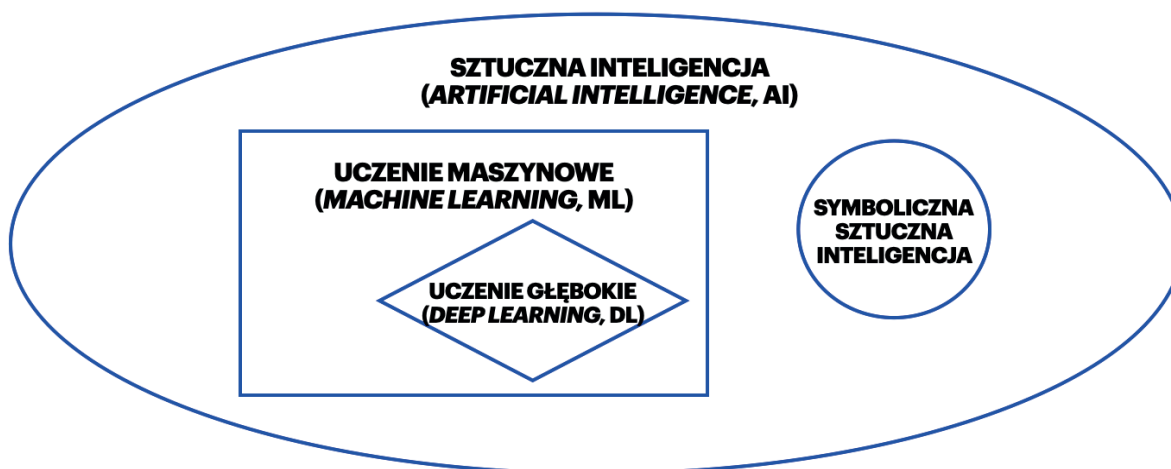 SZTUCZNA INTELIGENCJA
(ARTIFICIAL INTELLIGENCE, AI)
UCZENIE MASZYNOWE
(MACHINE LEARNING, ML)
UCZENIE GŁĘBOKIE
(DEEP LEARNING, DL)
SYMBOLICZNA
SZTUCZNA
INTELIGENCJA